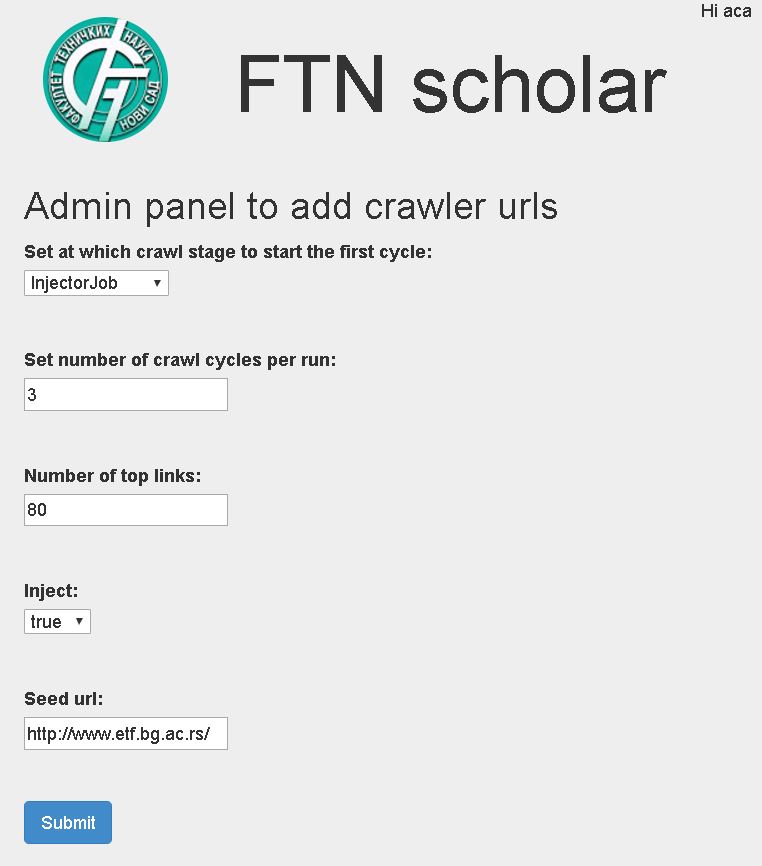 Hi aca
ФАКУЛТЕТ ТЕХНИЧКИХ НАУКА
НОВИ САД
FTN scholar
Admin panel to add crawler urls
Set at which crawl stage to start the first cycle:
InjectorJob
Set number of crawl cycles per run:
3
Number of top links:
80
Inject:
true
Seed url:
http://www.etf.bg.ac.rs/
Submit